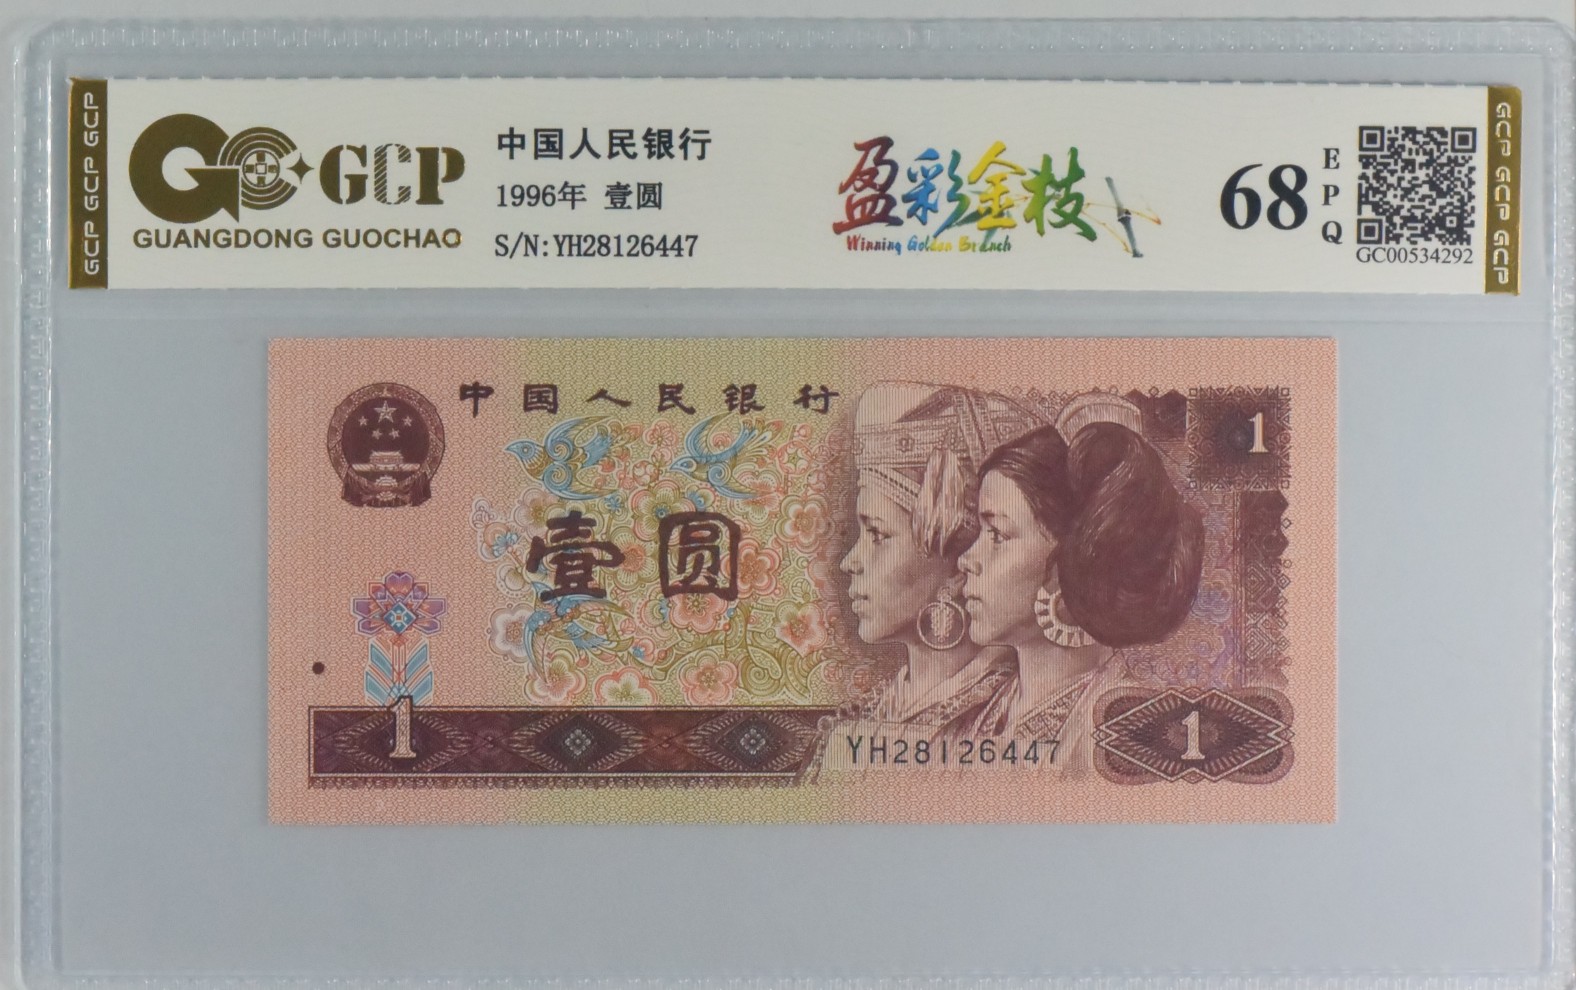 GCP GCP GCP
GCP
GUANGDONG GUOCHAO
中国人民银行
1996年 壹圆
S/N:YH28126447
盈彩金枝
Winning Golden Branch
68
EPQ
GC00534292
GCP GCP GCP
中国人民银行
1
壹圆
1
YH28126447
1